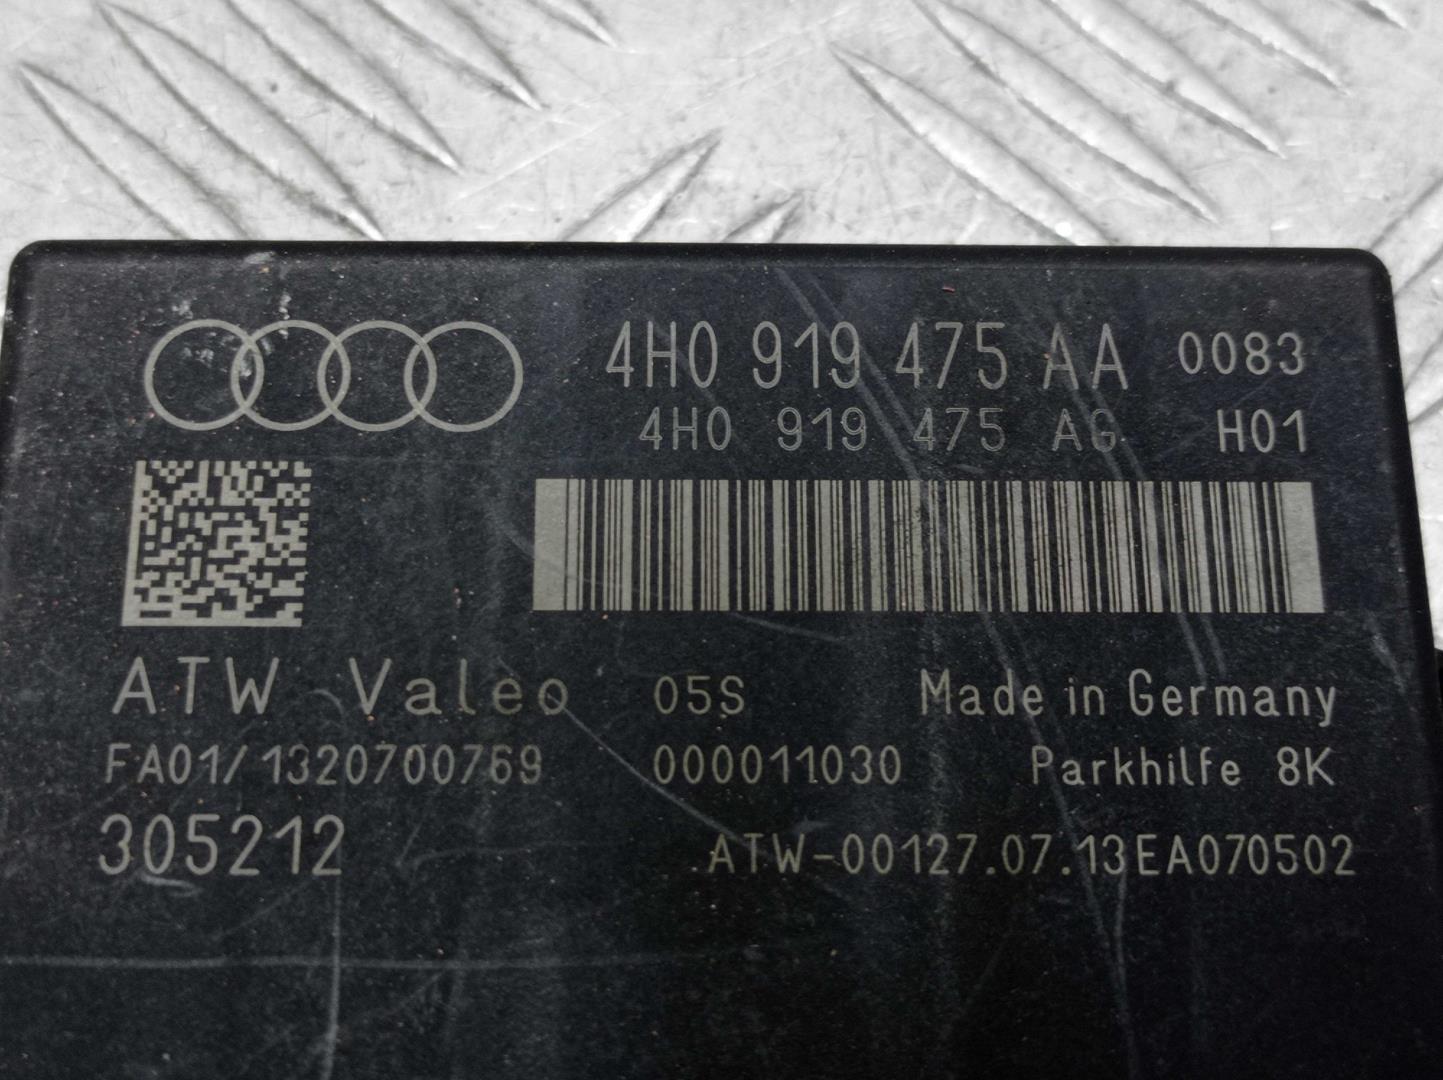 4H0 919 475 AA 0083
4H0 919 475 AG H01
ATW Valeo 05S Made in Germany
FA01/1320700769 000011030 Parkhilfe 8K
305212 ATW-00127.07.13EA070502